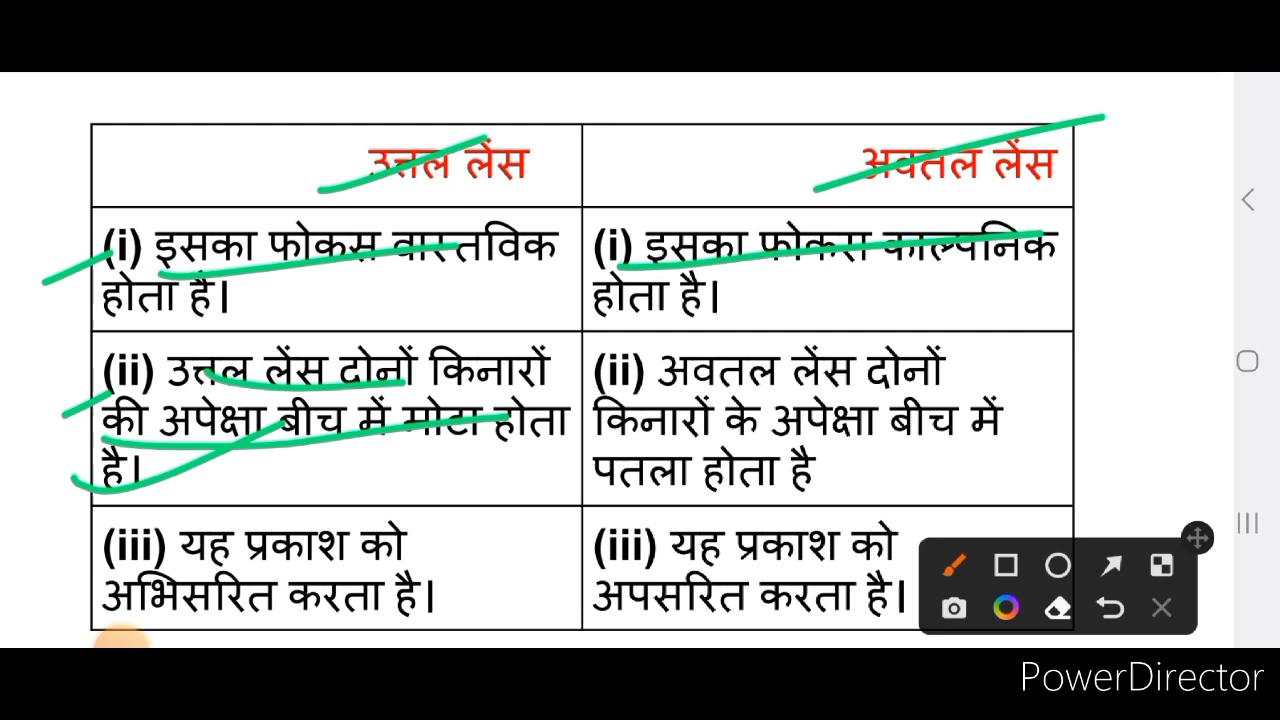 उत्तल लेंस
अवतल लेंस
(i) इसका फोकस वास्तविक
होता है।
(i) इसका फोकस काल्पनिक
होता है।
(ii) उत्तल लेंस दोनों किनारों
की अपेक्षा बीच में मोटा होता
है।
(ii) अवतल लेंस दोनों
किनारों के अपेक्षा बीच में
पतला होता है
(iii) यह प्रकाश को
अभिसरित करता है।
(iii) यह प्रकाश को
अपसरित करता है।
PowerDirector